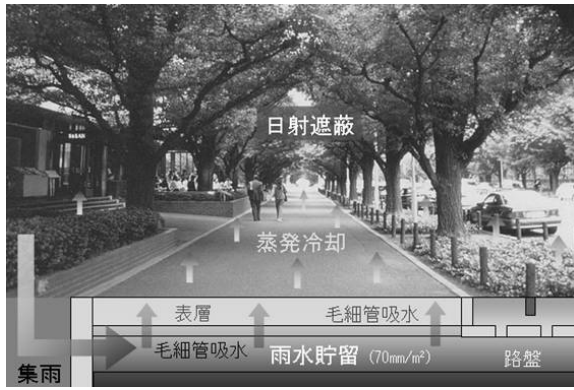 日射遮蔽
蒸発冷却
表層
毛細管吸水
毛細管吸水
雨水貯留 (70mm/m²)
路盤
集雨